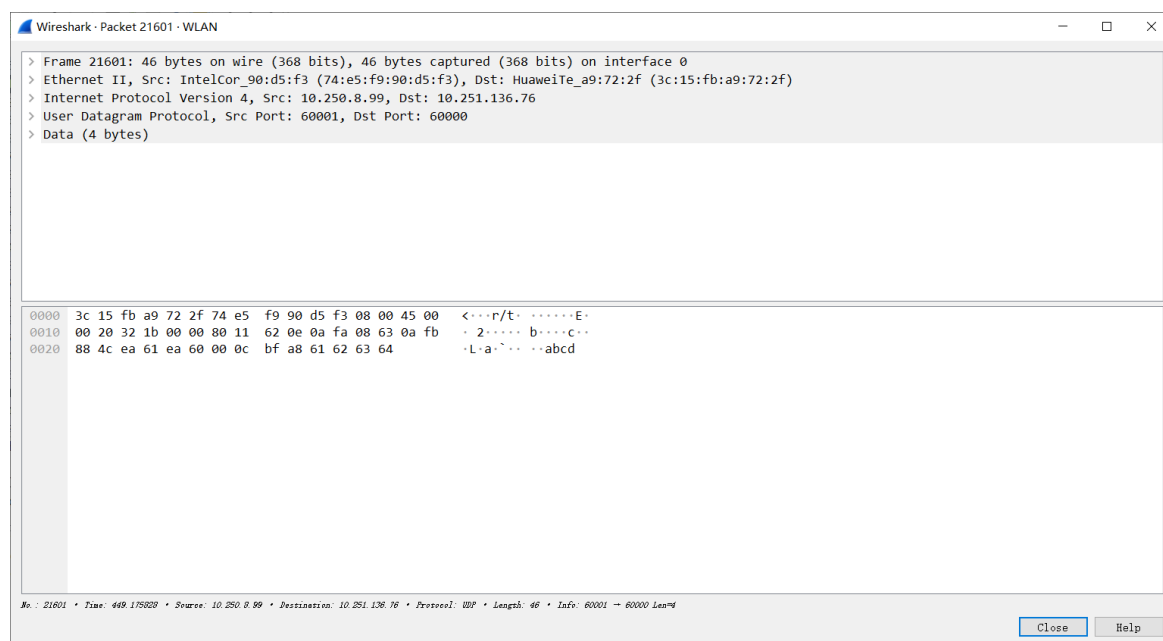 Wireshark · Packet 21601 · WLAN
> Frame 21601: 46 bytes on wire (368 bits), 46 bytes captured (368 bits) on interface 0
> Ethernet II, Src: IntelCor_90:d5:f3 (74:e5:f9:90:d5:f3), Dst: HuaweiTe_a9:72:2f (3c:15:fb:a9:72:2f)
> Internet Protocol Version 4, Src: 10.250.8.99, Dst: 10.251.136.76
> User Datagram Protocol, Src Port: 60001, Dst Port: 60000
> Data (4 bytes)
0000 3c 15 fb a9 72 2f 74 e5 f9 90 d5 f3 08 00 45 00 <···r/t· ······E·
0010 00 20 32 1b 00 00 80 11 62 0e 0a fa 08 63 0a fb · 2····· b····c··
0020 88 4c ea 61 ea 60 00 0c bf a8 61 62 63 64 ·L·a·`·· ··abcd
No.: 21601 · Time: 449.175828 · Source: 10.250.8.99 · Destination: 10.251.136.76 · Protocol: UDP · Length: 46 · Info: 60001 → 60000 Len=4
Close Help